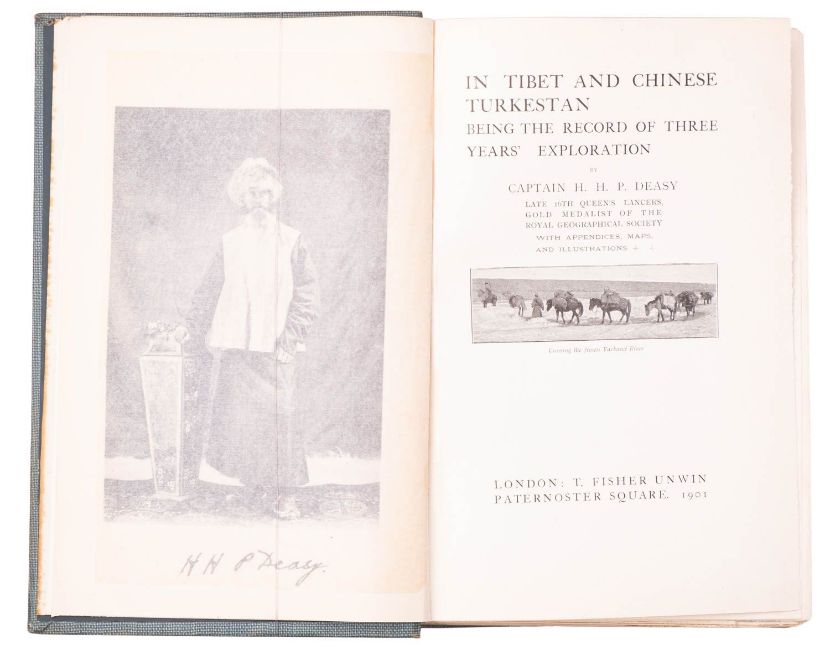 H H P Deasy.
IN TIBET AND CHINESE
TURKESTAN
BEING THE RECORD OF THREE
YEARS' EXPLORATION
BY
CAPTAIN H. H. P. DEASY
LATE 16TH QUEEN'S LANCERS,
GOLD MEDALIST OF THE
ROYAL GEOGRAPHICAL SOCIETY
WITH APPENDICES, MAPS,
AND ILLUSTRATIONS
Crossing the frozen Yarkand River
LONDON: T. FISHER UNWIN
PATERNOSTER SQUARE. 1901